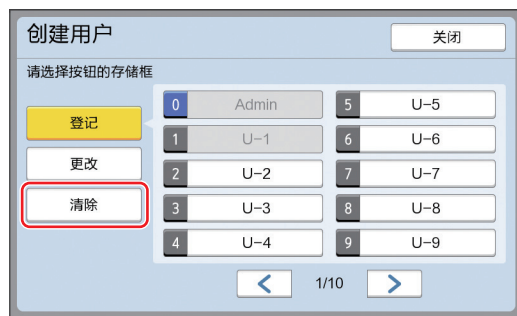 创建用户
关闭
请选择按钮的存储框
登记
更改
清除
0 Admin
1 U-1
2 U-2
3 U-3
4 U-4
5 U-5
6 U-6
7 U-7
8 U-8
9 U-9
1/10